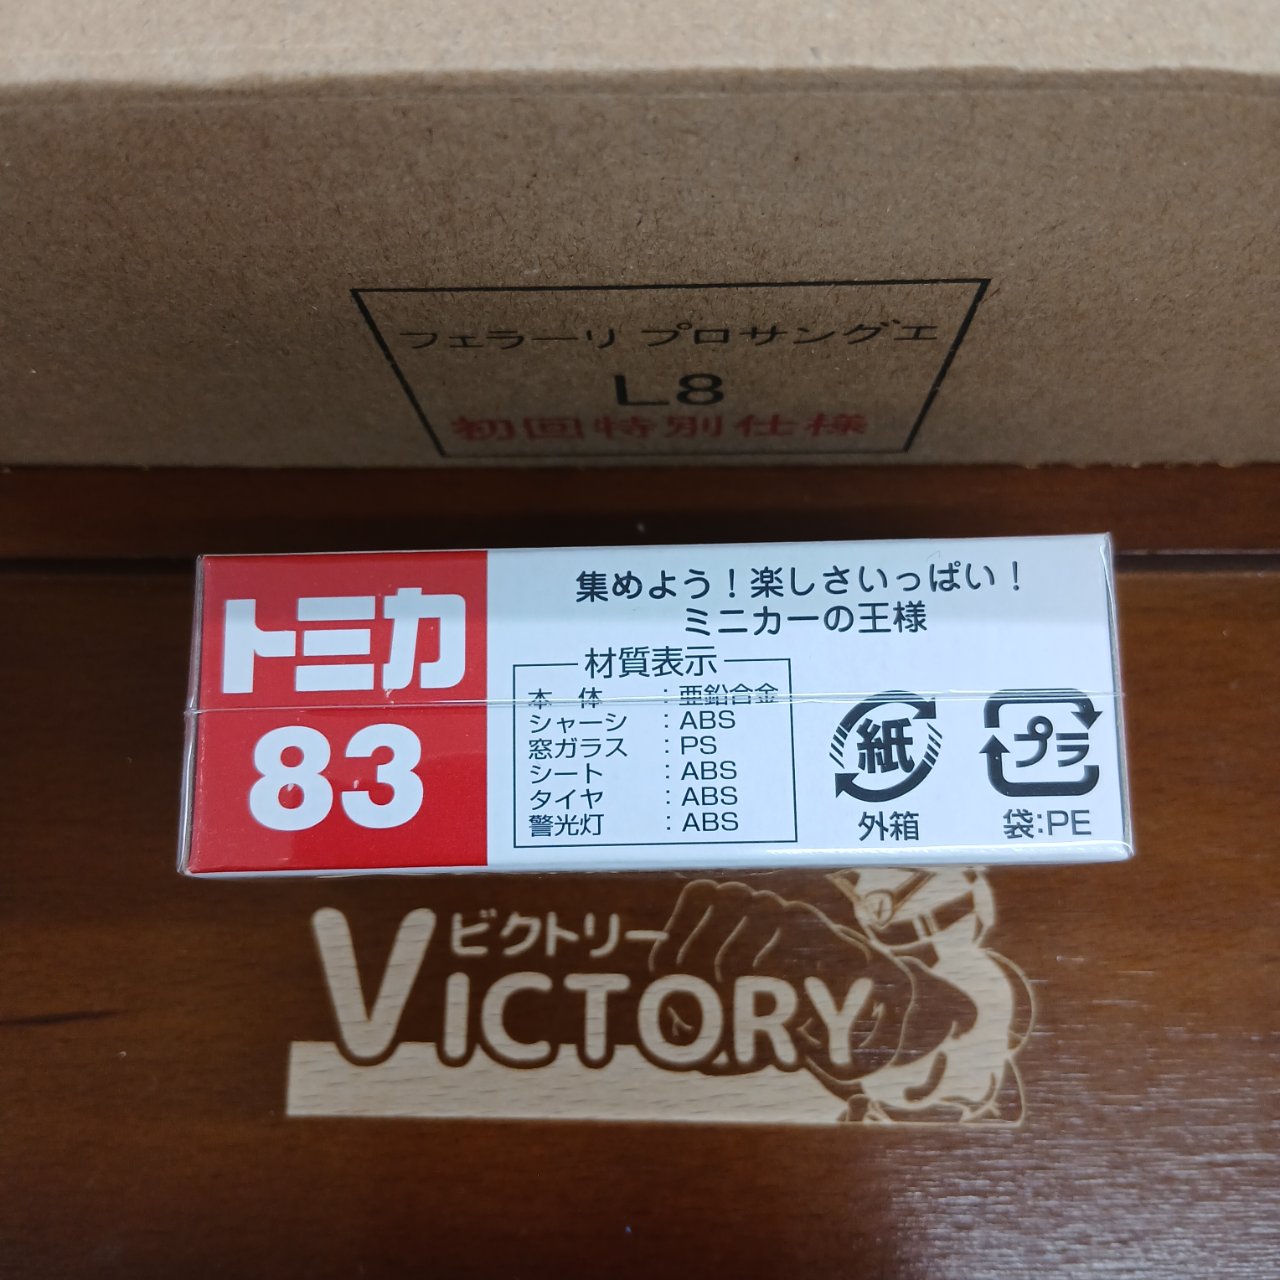 フェラーリ プロサングエ
L8
初回特別仕様
トミカ
83
集めよう！楽しさいっぱい！
ミニカーの王様
材質表示
本 体 : 亜鉛合金
シャーシ : ABS
窓ガラス : PS
シート : ABS
タイヤ : ABS
警光灯 : ABS
紙
外箱
プラ
袋:PE
ビクトリー
VICTORY